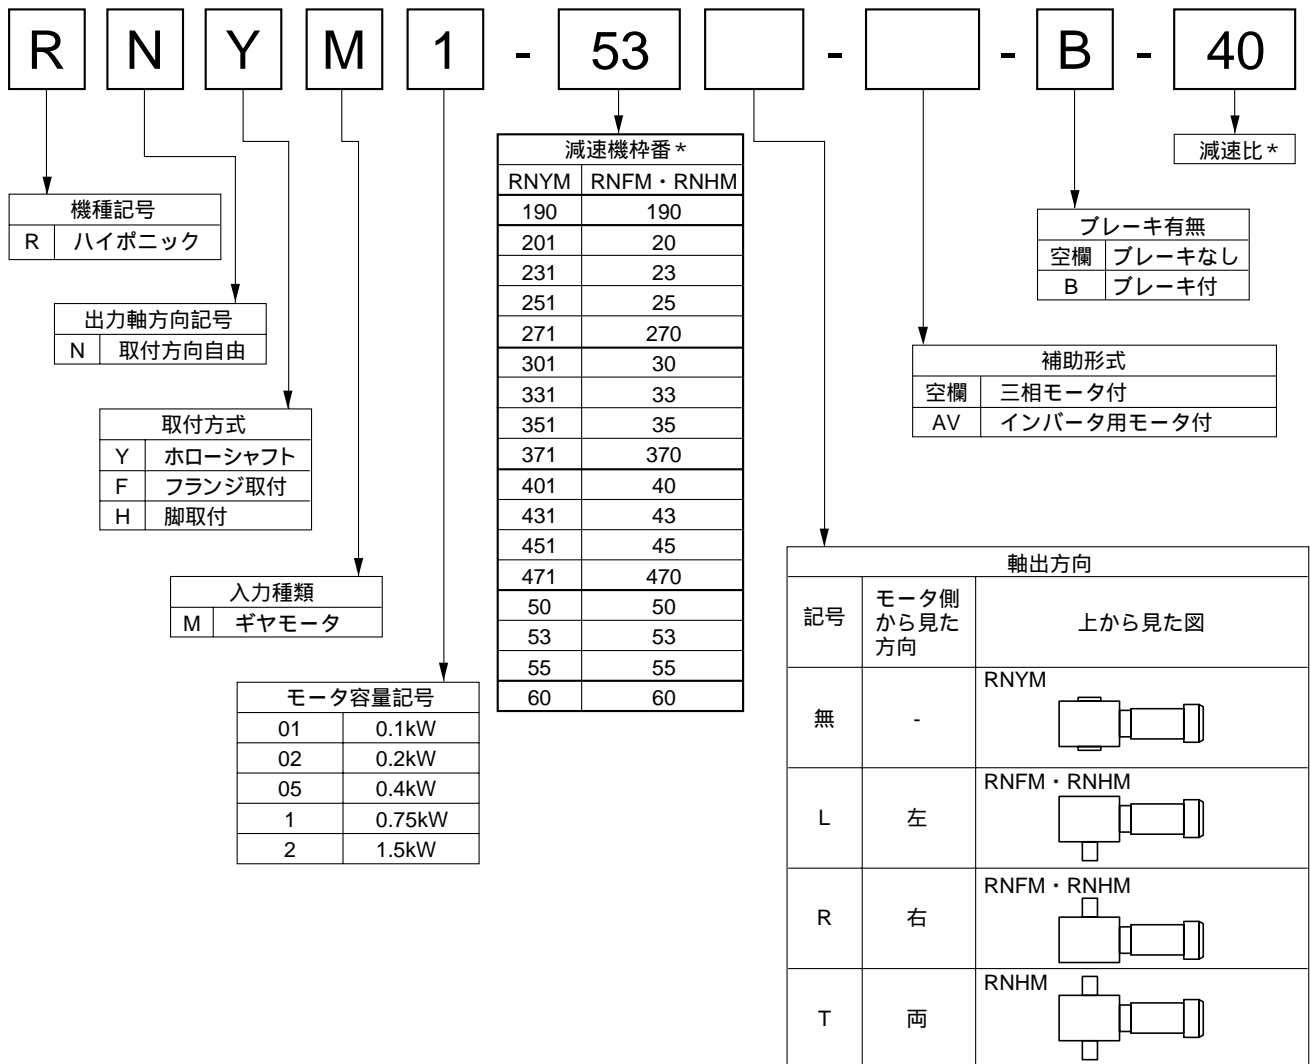 R N Y M 1 - 53 - - B - 40
機種記号
R ハイポニック
出力軸方向記号
N 取付方向自由
取付方式
Y ホローシャフト
F フランジ取付
H 脚取付
入力種類
M ギヤモータ
モータ容量記号
01 0.1kW
02 0.2kW
05 0.4kW
1 0.75kW
2 1.5kW
減速機枠番*
RNYM RNFM・RNHM
190 190
201 20
231 23
251 25
271 270
301 30
331 33
351 35
371 370
401 40
431 43
451 45
471 470
50 50
53 53
55 55
60 60
軸出方向
記号 モータ側から見た方向 上から見た図
無 - RNYM
L 左 RNFM・RNHM
R 右 RNFM・RNHM
T 両 RNHM
補助形式
空欄 三相モータ付
AV インバータ用モータ付
ブレーキ有無
空欄 ブレーキなし
B ブレーキ付
減速比*